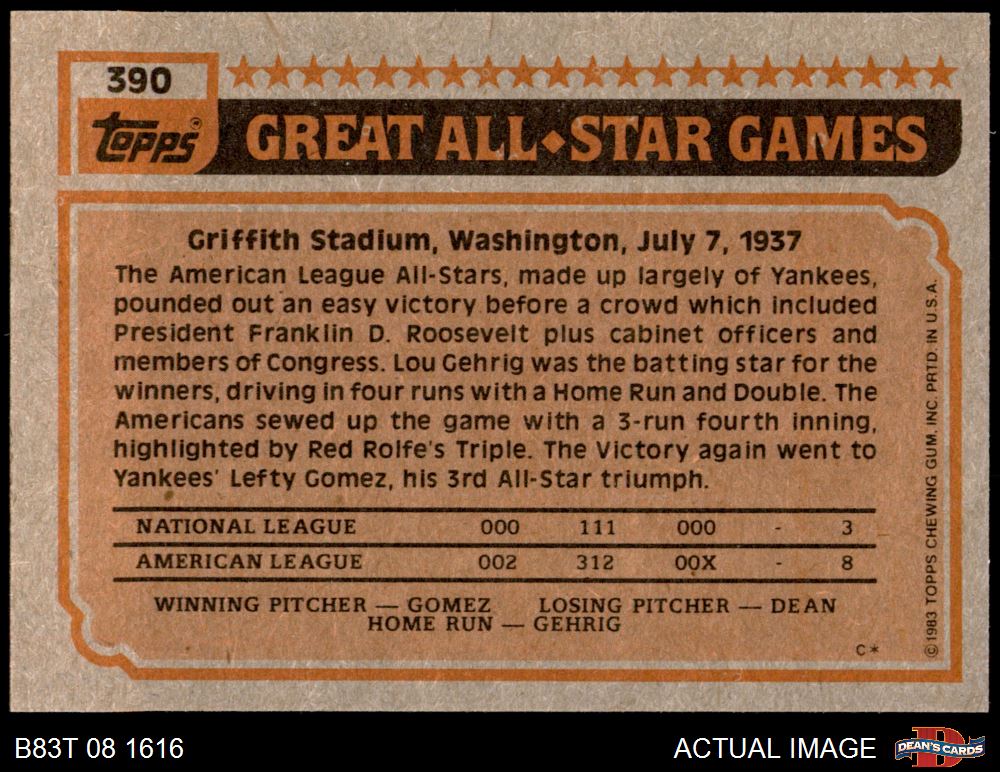 390
topps®
GREAT ALL◆STAR GAMES
Griffith Stadium, Washington, July 7, 1937
The American League All-Stars, made up largely of Yankees,
pounded out an easy victory before a crowd which included
President Franklin D. Roosevelt plus cabinet officers and
members of Congress. Lou Gehrig was the batting star for the
winners, driving in four runs with a Home Run and Double. The
Americans sewed up the game with a 3-run fourth inning,
highlighted by Red Rolfe's Triple. The Victory again went to
Yankees' Lefty Gomez, his 3rd All-Star triumph.
NATIONAL LEAGUE 000 111 000 - 3
AMERICAN LEAGUE 002 312 00X - 8
WINNING PITCHER — GOMEZ LOSING PITCHER — DEAN
HOME RUN — GEHRIG
C*
©1983 TOPPS CHEWING GUM, INC. PRTD. IN U.S.A.
B83T 08 1616
ACTUAL IMAGE
D
DEAN'S CARDS